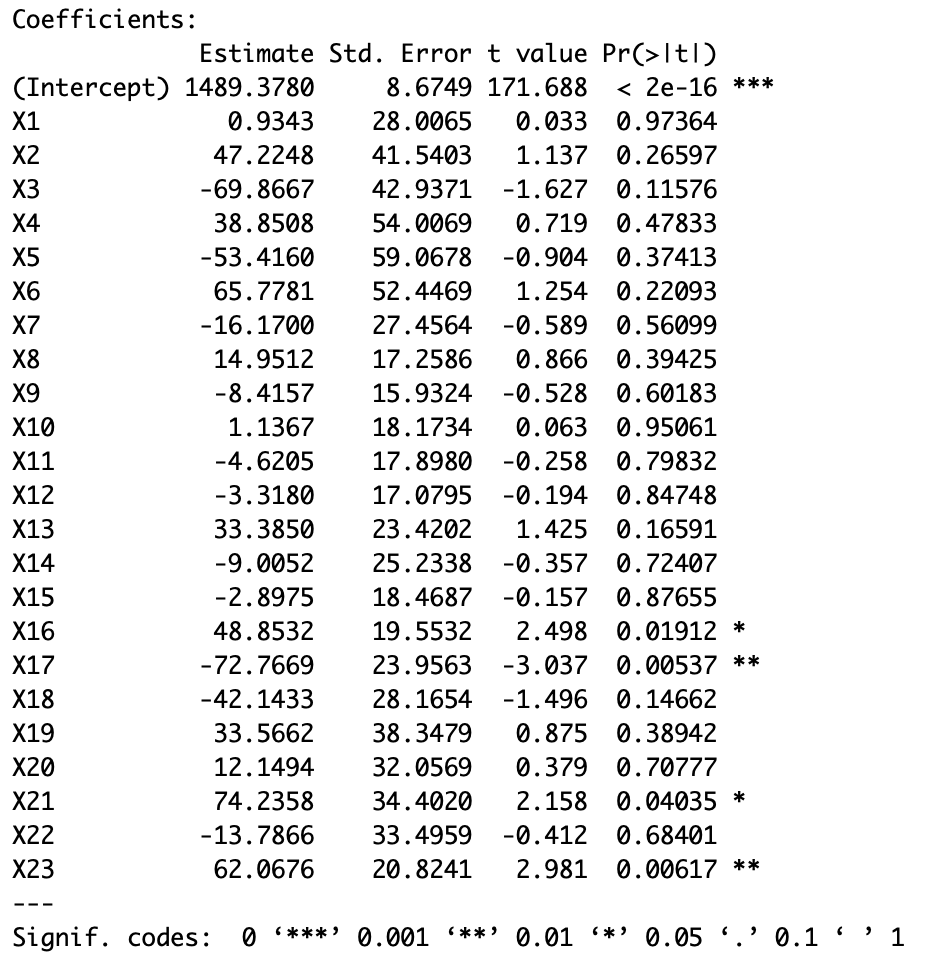 Coefficients:
             Estimate Std. Error t value Pr(>|t|)
(Intercept) 1489.3780     8.6749 171.688  < 2e-16 ***
X1             0.9343    28.0065   0.033  0.97364
X2            47.2248    41.5403   1.137  0.26597
X3           -69.8667    42.9371  -1.627  0.11576
X4            38.8508    54.0069   0.719  0.47833
X5           -53.4160    59.0678  -0.904  0.37413
X6            65.7781    52.4469   1.254  0.22093
X7           -16.1700    27.4564  -0.589  0.56099
X8            14.9512    17.2586   0.866  0.39425
X9            -8.4157    15.9324  -0.528  0.60183
X10            1.1367    18.1734   0.063  0.95061
X11           -4.6205    17.8980  -0.258  0.79832
X12           -3.3180    17.0795  -0.194  0.84748
X13           33.3850    23.4202   1.425  0.16591
X14           -9.0052    25.2338  -0.357  0.72407
X15           -2.8975    18.4687  -0.157  0.87655
X16           48.8532    19.5532   2.498  0.01912 *
X17          -72.7669    23.9563  -3.037  0.00537 **
X18          -42.1433    28.1654  -1.496  0.14662
X19           33.5662    38.3479   0.875  0.38942
X20           12.1494    32.0569   0.379  0.70777
X21           74.2358    34.4020   2.158  0.04035 *
X22          -13.7866    33.4959  -0.412  0.68401
X23           62.0676    20.8241   2.981  0.00617 **
---
Signif. codes:  0 ‘***’ 0.001 ‘**’ 0.01 ‘*’ 0.05 ‘.’ 0.1 ‘ ’ 1